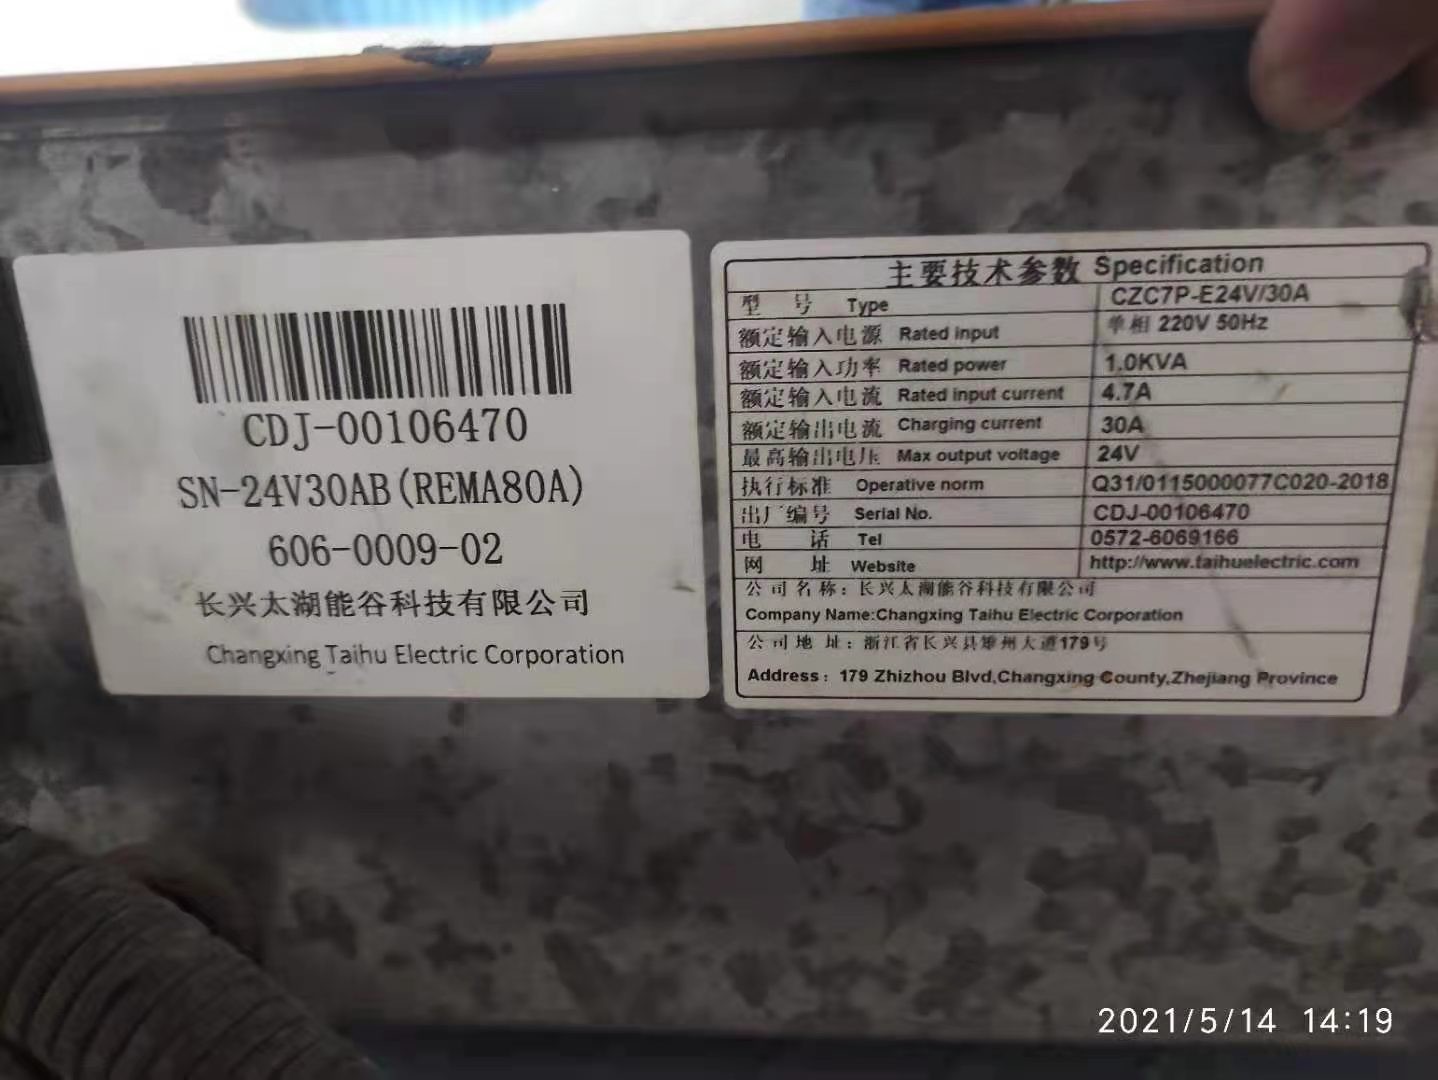 CDJ-00106470
SN-24V30AB(REMA80A)
606-0009-02
长兴太湖能谷科技有限公司
Changxing Taihu Electric Corporation
主要技术参数 Specification
型 号 Type CZC7P-E24V/30A
额定输入电源 Rated input 单相 220V 50Hz
额定输入功率 Rated power 1.0KVA
额定输入电流 Rated input current 4.7A
额定输出电流 Charging current 30A
最高输出电压 Max output voltage 24V
执行标准 Operative norm Q31/0115000077C020-2018
出厂编号 Serial No. CDJ-00106470
电 话 Tel 0572-6069166
网 址 Website http://www.taihuelectric.com
公司名称：长兴太湖能谷科技有限公司
Company Name:Changxing Taihu Electric Corporation
公司地址：浙江省长兴县雉州大道179号
Address：179 Zhizhou Blvd,Changxing County,Zhejiang Province
2021/5/14 14:19